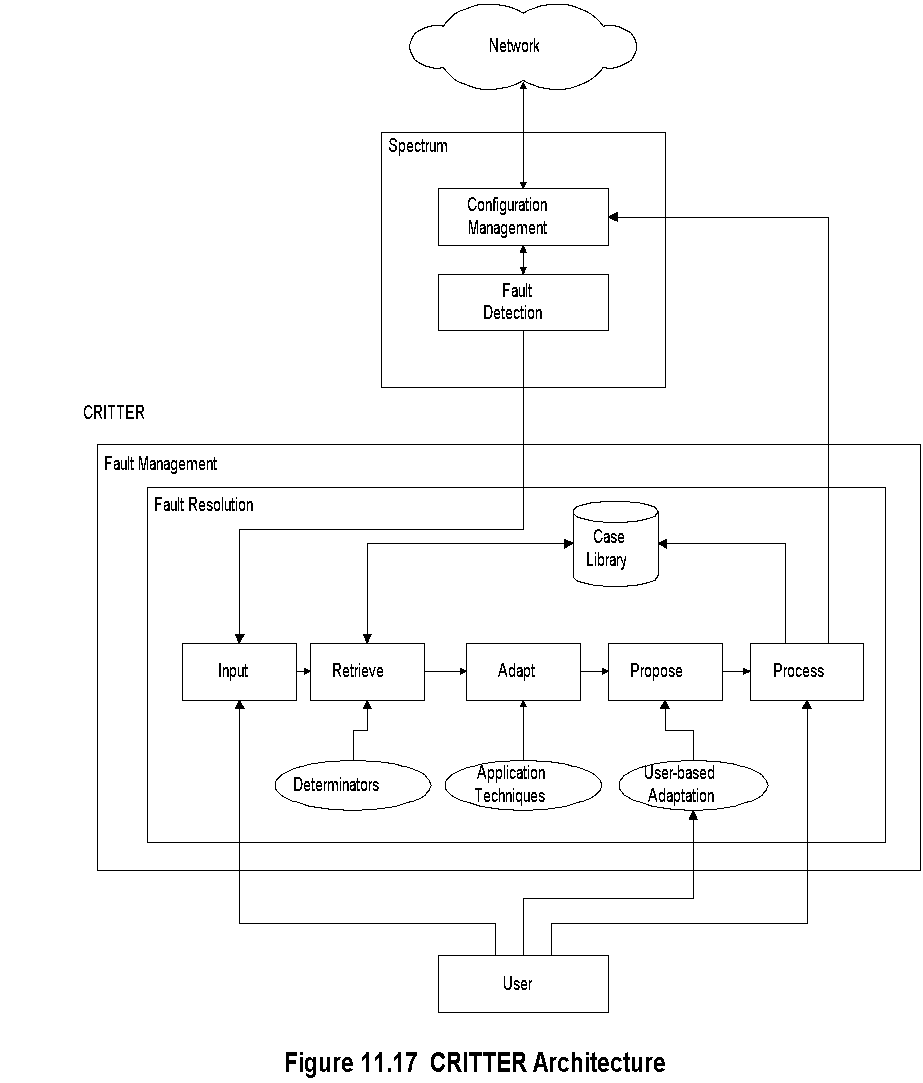 Network
Spectrum
Configuration
Management
Fault
Detection
CRITTER
Fault Management
Fault Resolution
Case
Library
Input
Retrieve
Adapt
Propose
Process
Determinators
Application
Techniques
User-based
Adaptation
User
Figure 11.17 CRITTER Architecture